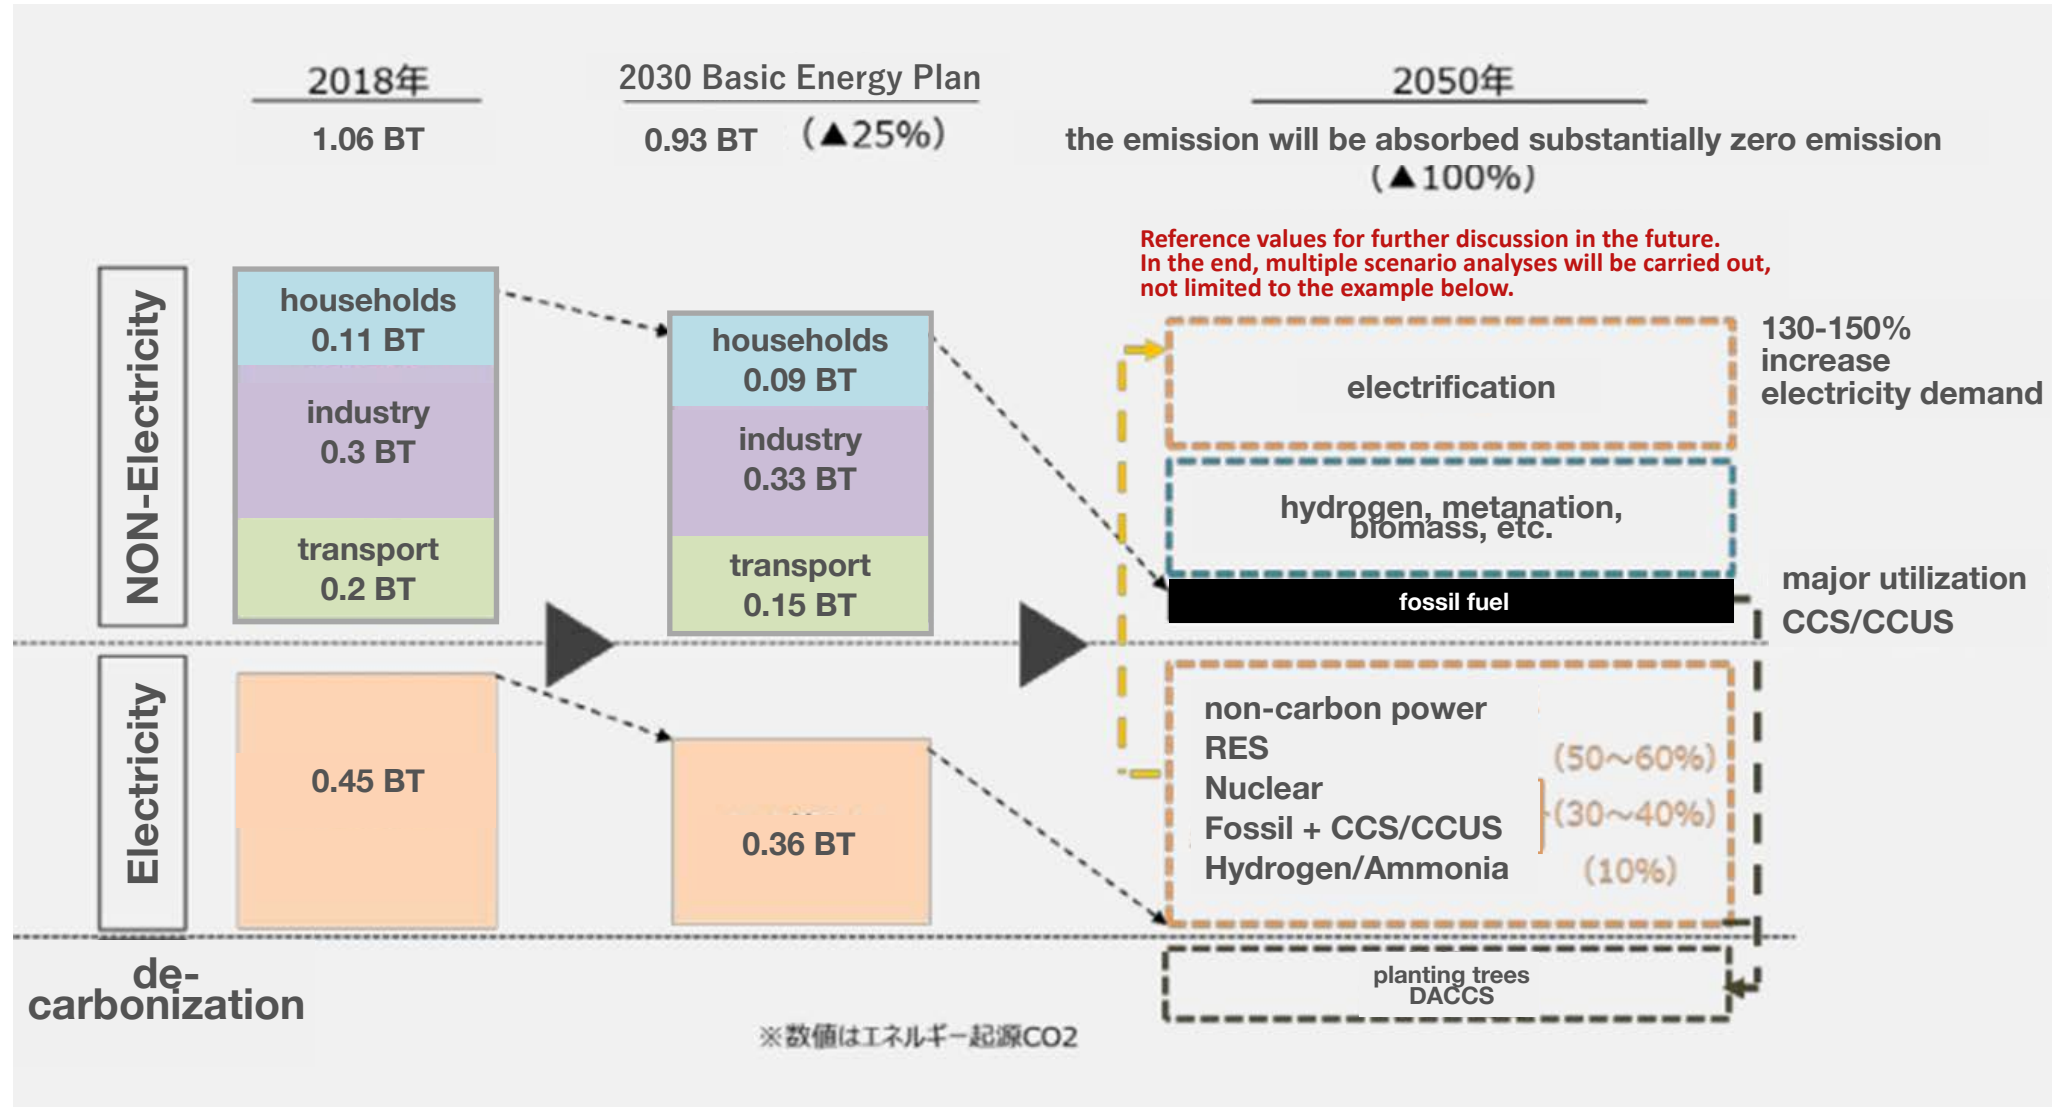 2018年
1.06 BT
2030 Basic Energy Plan
0.93 BT (▲25%)
2050年
the emission will be absorbed substantially zero emission
(▲100%)
Reference values for further discussion in the future.
In the end, multiple scenario analyses will be carried out,
not limited to the example below.
NON-Electricity
households
0.11 BT
industry
0.3 BT
transport
0.2 BT
households
0.09 BT
industry
0.33 BT
transport
0.15 BT
electrification
130-150%
increase
electricity demand
hydrogen, metanation,
biomass, etc.
fossil fuel
major utilization
CCS/CCUS
Electricity
0.45 BT
0.36 BT
non-carbon power
RES (50～60%)
Nuclear
Fossil + CCS/CCUS (30～40%)
Hydrogen/Ammonia (10%)
de-
carbonization
planting trees
DACCS
※数値はエネルギー起源CO2